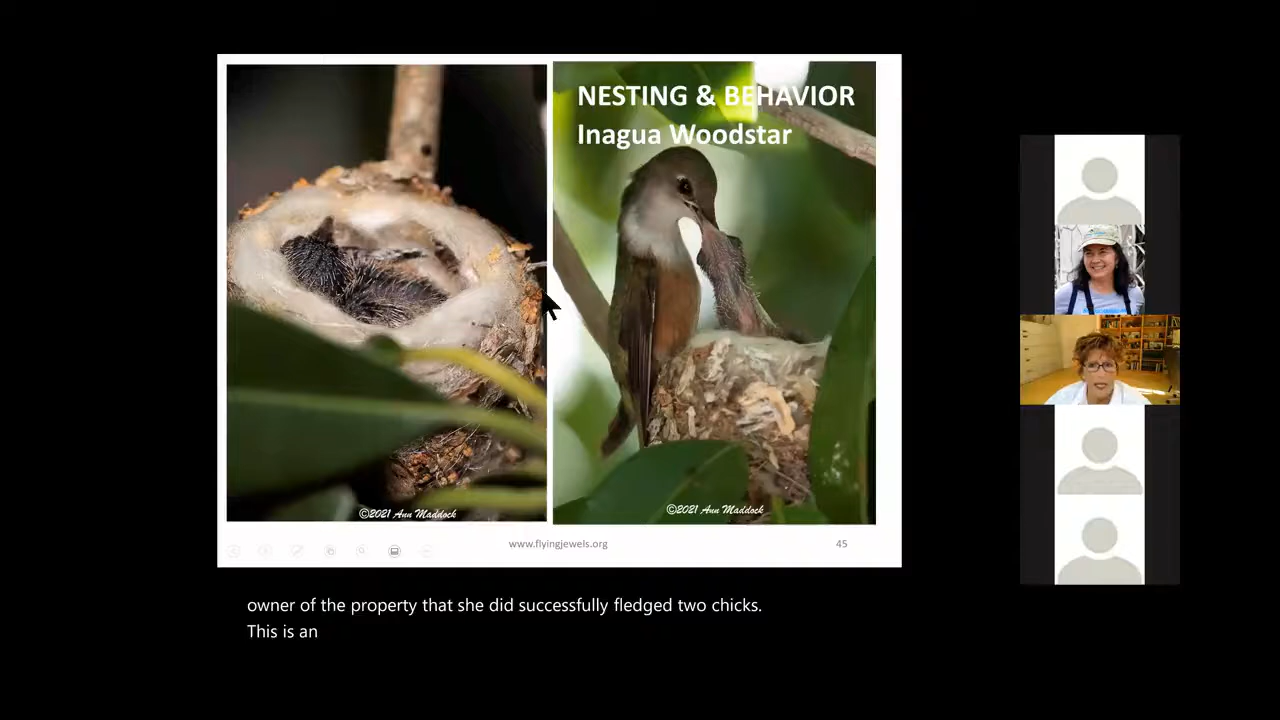 NESTING & BEHAVIOR
Inagua Woodstar
©2021 Ann Maddock
©2021 Ann Maddock
www.flyingjewels.org
45
owner of the property that she did successfully fledged two chicks.
This is an